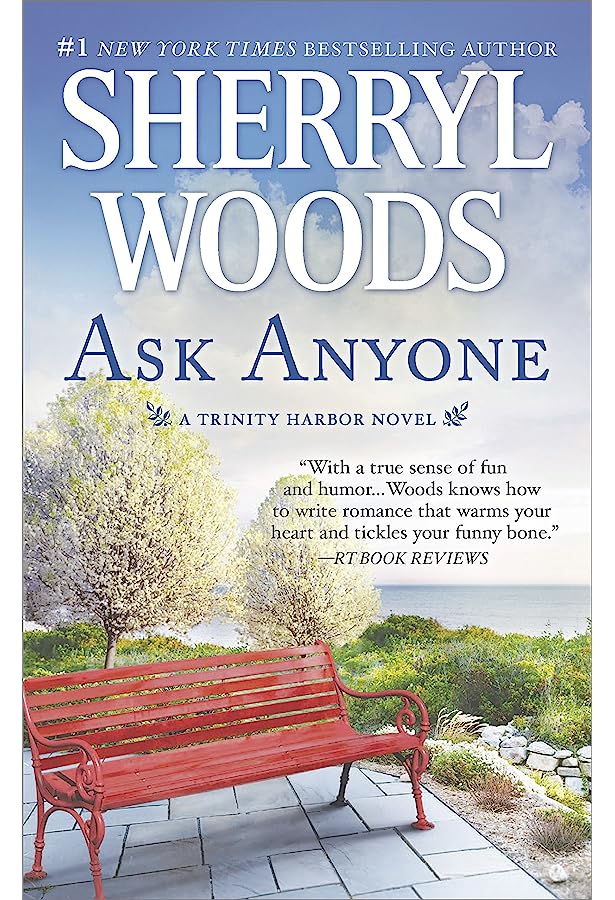 #1 NEW YORK TIMES BESTSELLING AUTHOR
SHERRYL
WOODS
ASK ANYONE
A TRINITY HARBOR NOVEL
“With a true sense of fun
and humor...Woods knows how
to write romance that warms your
heart and tickles your funny bone.”
—RT BOOK REVIEWS